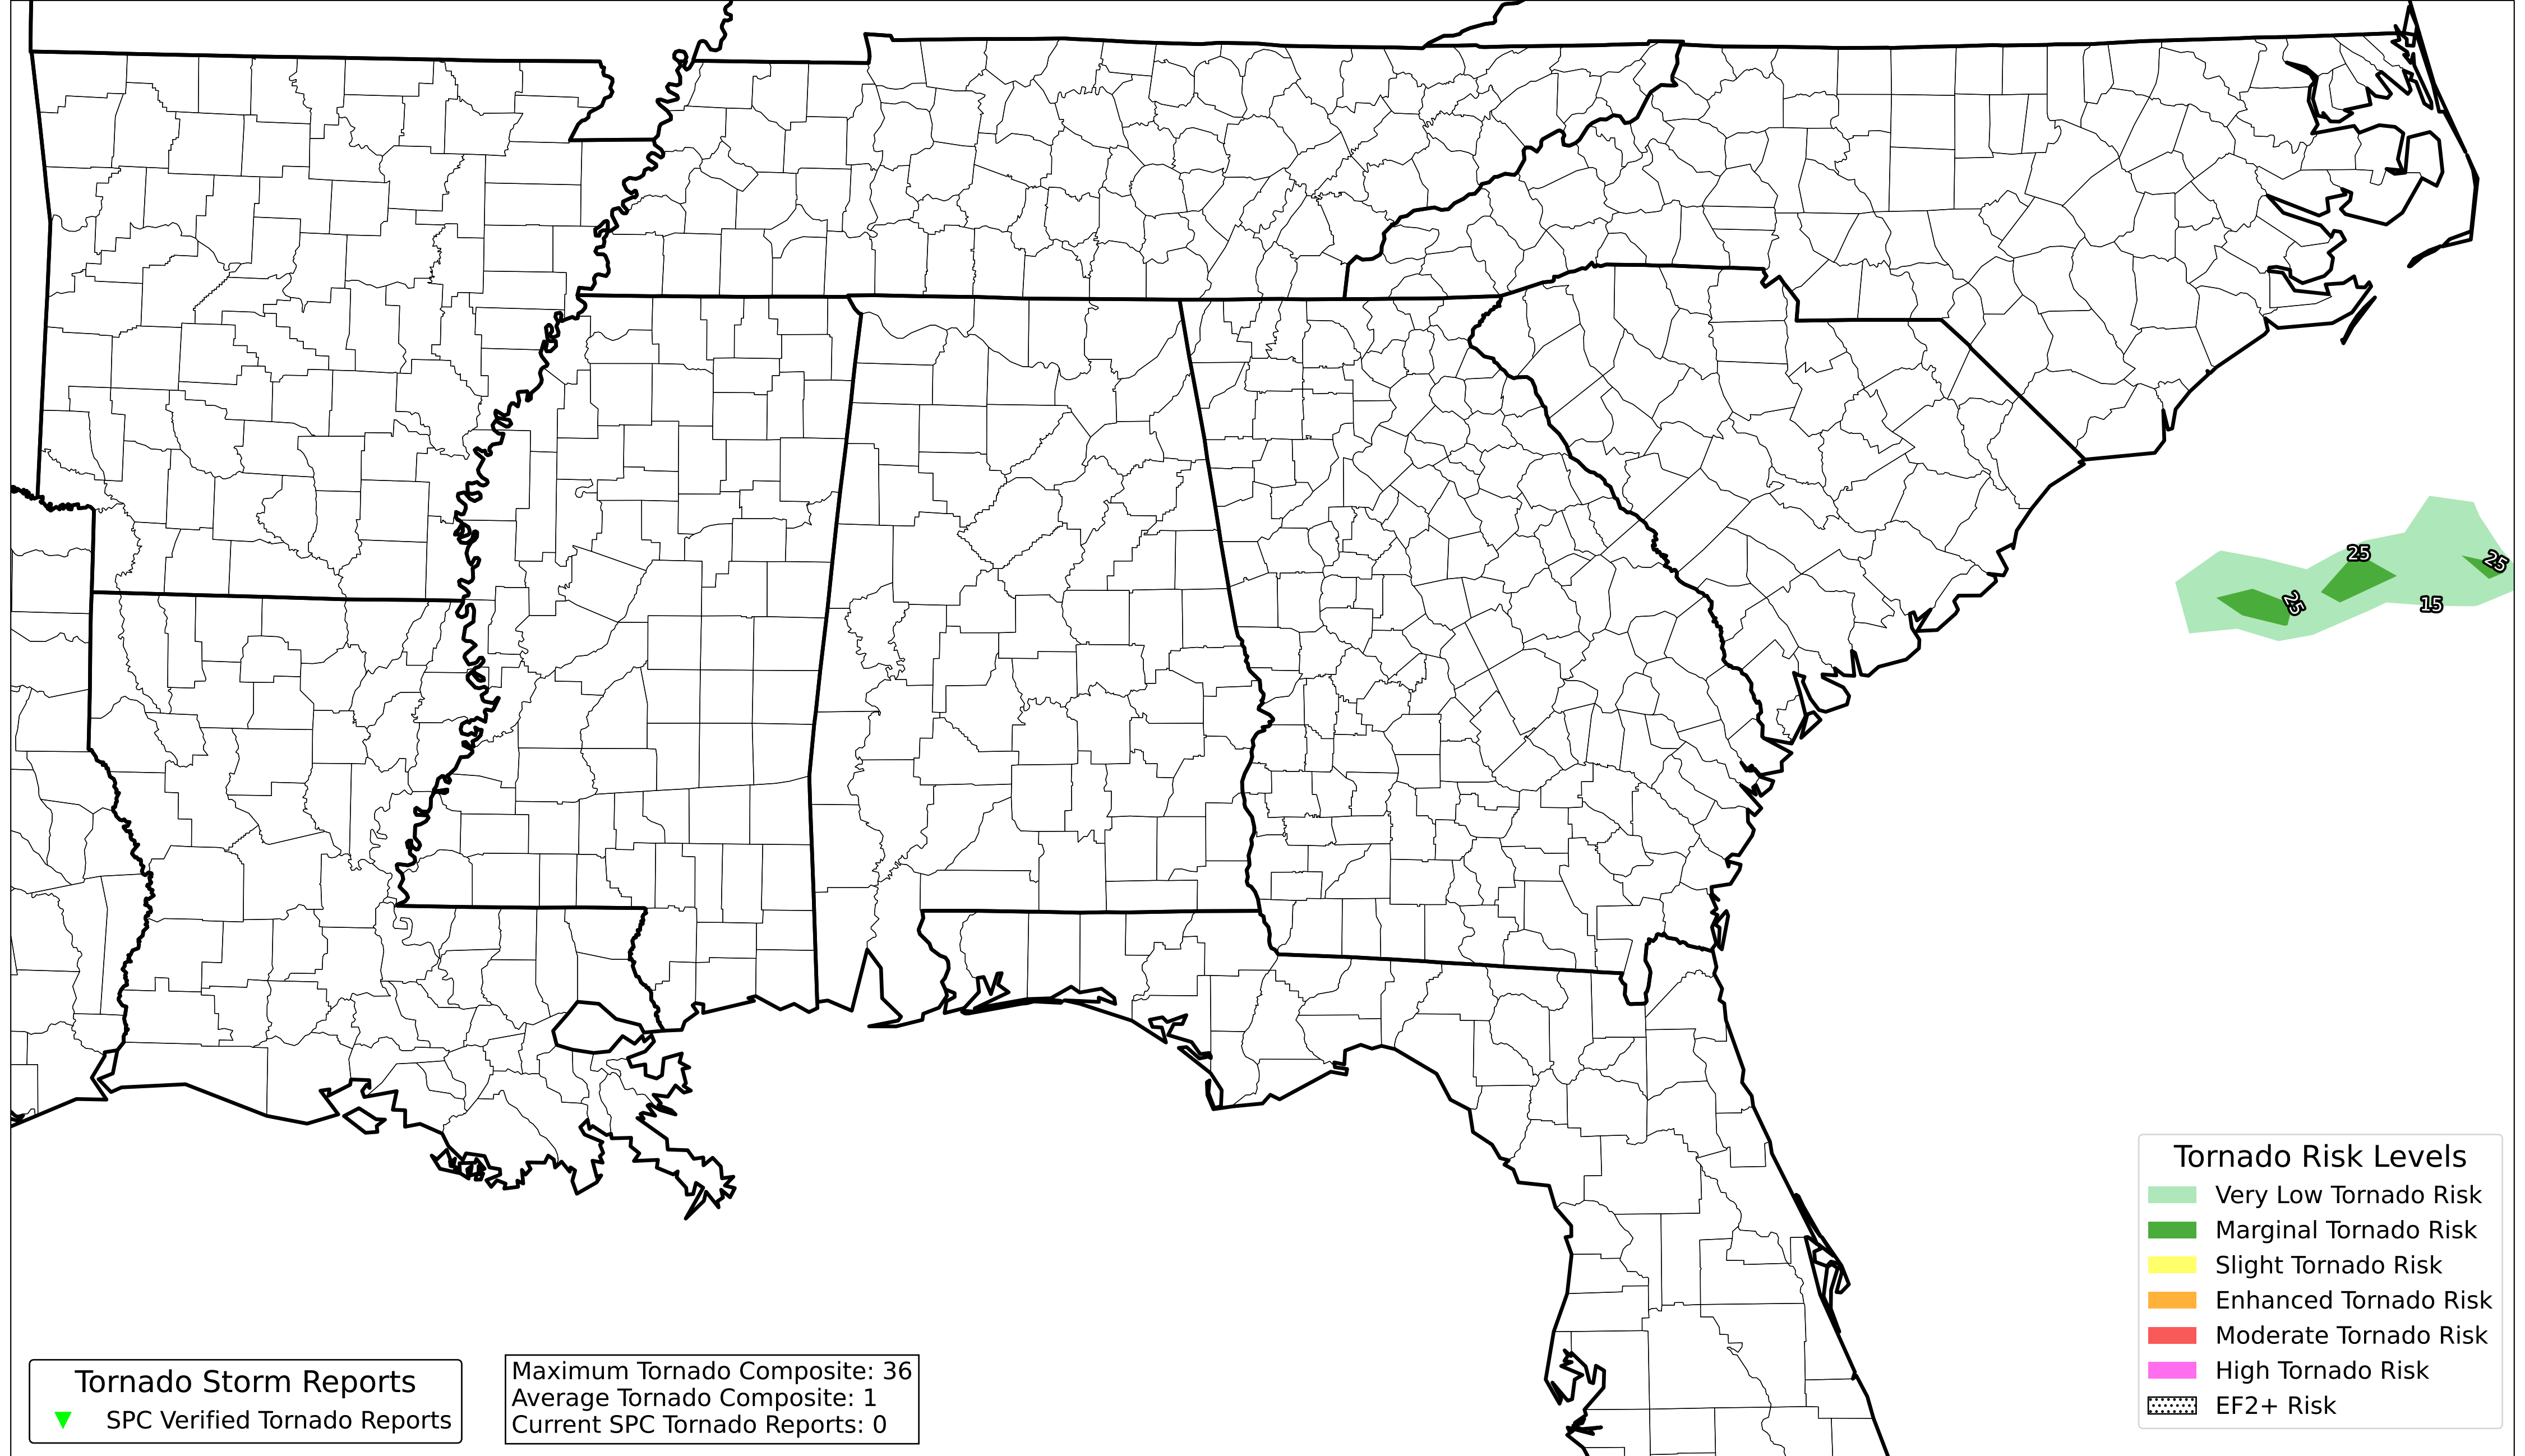 25
25
25
15
Tornado Risk Levels
Very Low Tornado Risk
Marginal Tornado Risk
Slight Tornado Risk
Enhanced Tornado Risk
Moderate Tornado Risk
High Tornado Risk
EF2+ Risk
Tornado Storm Reports
SPC Verified Tornado Reports
Maximum Tornado Composite: 36
Average Tornado Composite: 1
Current SPC Tornado Reports: 0